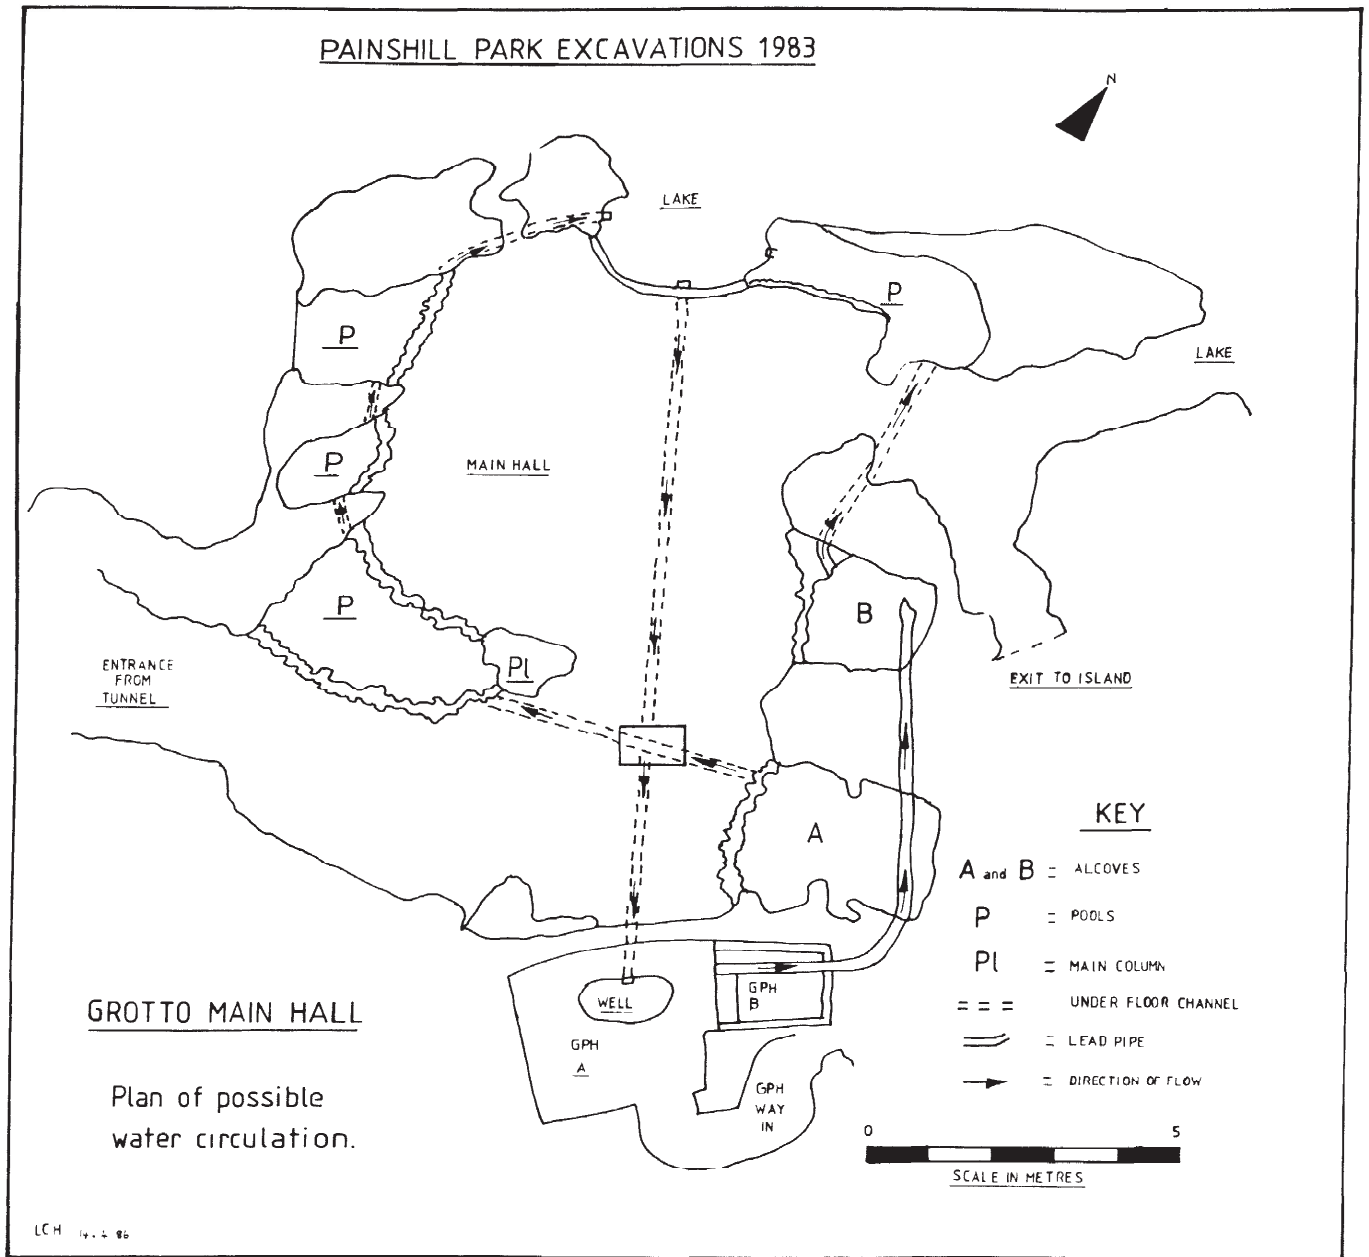 PAINSHILL PARK EXCAVATIONS 1983
N
LAKE
P
P
LAKE
P
MAIN HALL
P
B
ENTRANCE
FROM
TUNNEL
Pl
EXIT TO ISLAND
A
KEY
A and B = ALCOVES
P = POOLS
Pl = MAIN COLUMN
= = = UNDER FLOOR CHANNEL
= LEAD PIPE
= DIRECTION OF FLOW
GROTTO MAIN HALL
Plan of possible
water circulation.
WELL
GPH
A
GPH
B
GPH
WAY
IN
0 5
SCALE IN METRES
LCH